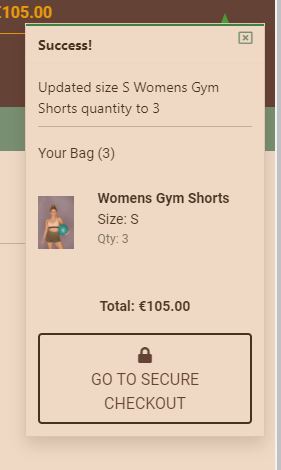 €105.00
Success!
Updated size S Womens Gym
Shorts quantity to 3
Your Bag (3)
Womens Gym Shorts
Size: S
Qty: 3
Total: €105.00
GO TO SECURE
CHECKOUT